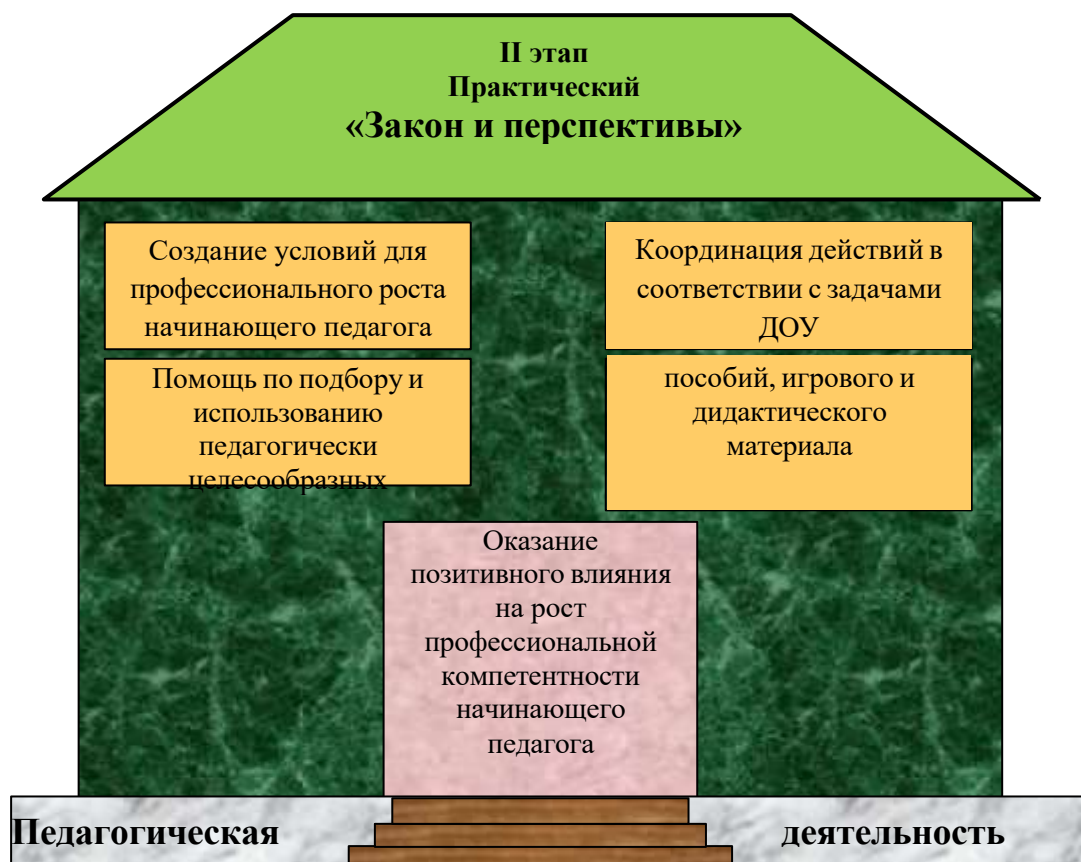 II этап
Практический
«Закон и перспективы»
Создание условий для
профессионального роста
начинающего педагога
Координация действий в
соответствии с задачами
ДОУ
Помощь по подбору и
использованию
педагогически
целесообразных
пособий, игрового и
дидактического
материала
Оказание
позитивного влияния
на рост
профессиональной
компетентности
начинающего
педагога
Педагогическая деятельность